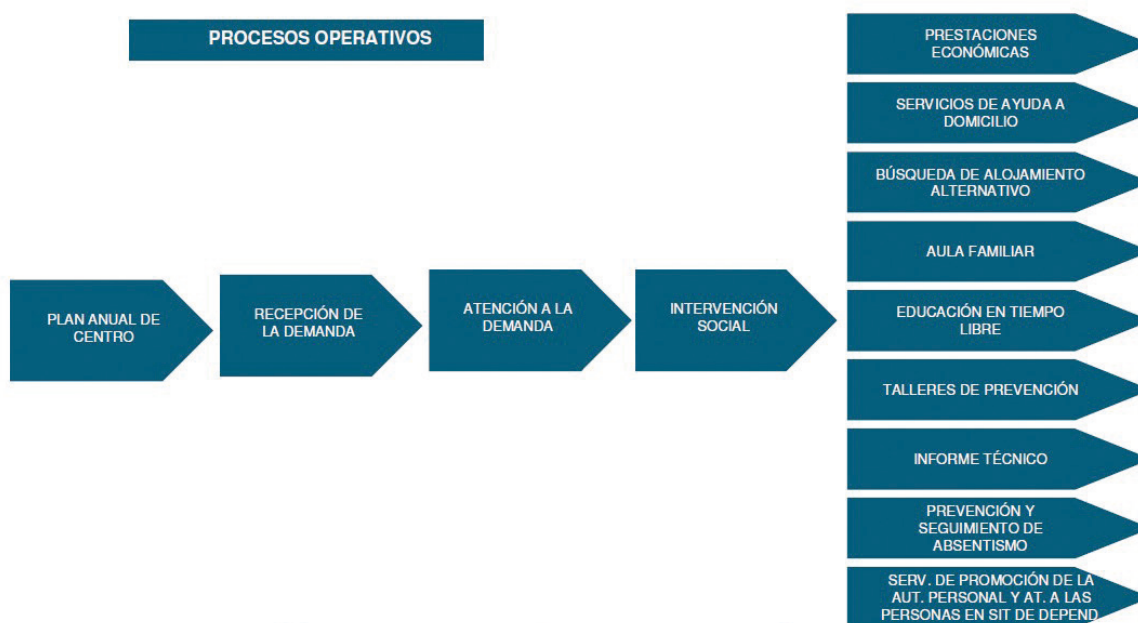 PROCESOS OPERATIVOS
PLAN ANUAL DE
CENTRO
RECEPCIÓN DE
LA DEMANDA
ATENCIÓN A LA
DEMANDA
INTERVENCIÓN
SOCIAL
PRESTACIONES
ECONÓMICAS
SERVICIOS DE AYUDA A
DOMICILIO
BÚSQUEDA DE ALOJAMIENTO
ALTERNATIVO
AULA FAMILIAR
EDUCACIÓN EN TIEMPO
LIBRE
TALLERES DE PREVENCIÓN
INFORME TÉCNICO
PREVENCIÓN Y
SEGUIMIENTO DE
ABSENTISMO
SERV. DE PROMOCIÓN DE LA
AUT. PERSONAL Y AT. A LAS
PERSONAS EN SIT DE DEPEND.